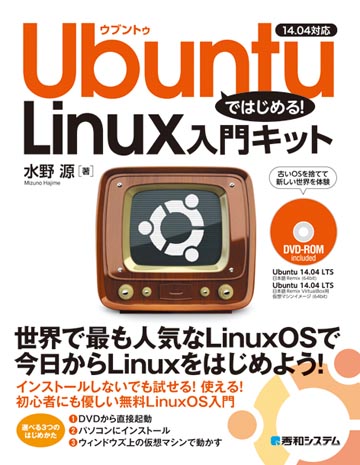 14.04対応
ウブントゥ
Ubuntu
ではじめる!
Linux入門キット
水野 源[著]
Mizuno Hajime
古いOSを捨てて
新しい世界を体験
DVD-ROM
included
Ubuntu 14.04 LTS
日本語 Remix（64bit）
Ubuntu 14.04 LTS
日本語 Remix VirtualBox用
仮想マシンイメージ（64bit）
世界で最も人気なLinuxOSで
今日からLinuxをはじめよう!
インストールしないでも試せる! 使える!
初心者にも優しい無料LinuxOS入門
選べる3つの
はじめかた
①DVDから直接起動
②パソコンにインストール
③ウィンドウズ上の仮想マシンで動かす
秀和システム